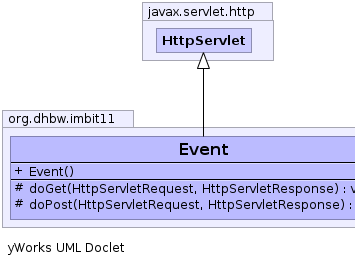 javax.servlet.http
HttpServlet
org.dhbw.imbit11
Event
+ Event()
# doGet(HttpServletRequest, HttpServletResponse) : v
# doPost(HttpServletRequest, HttpServletResponse) :
yWorks UML Doclet